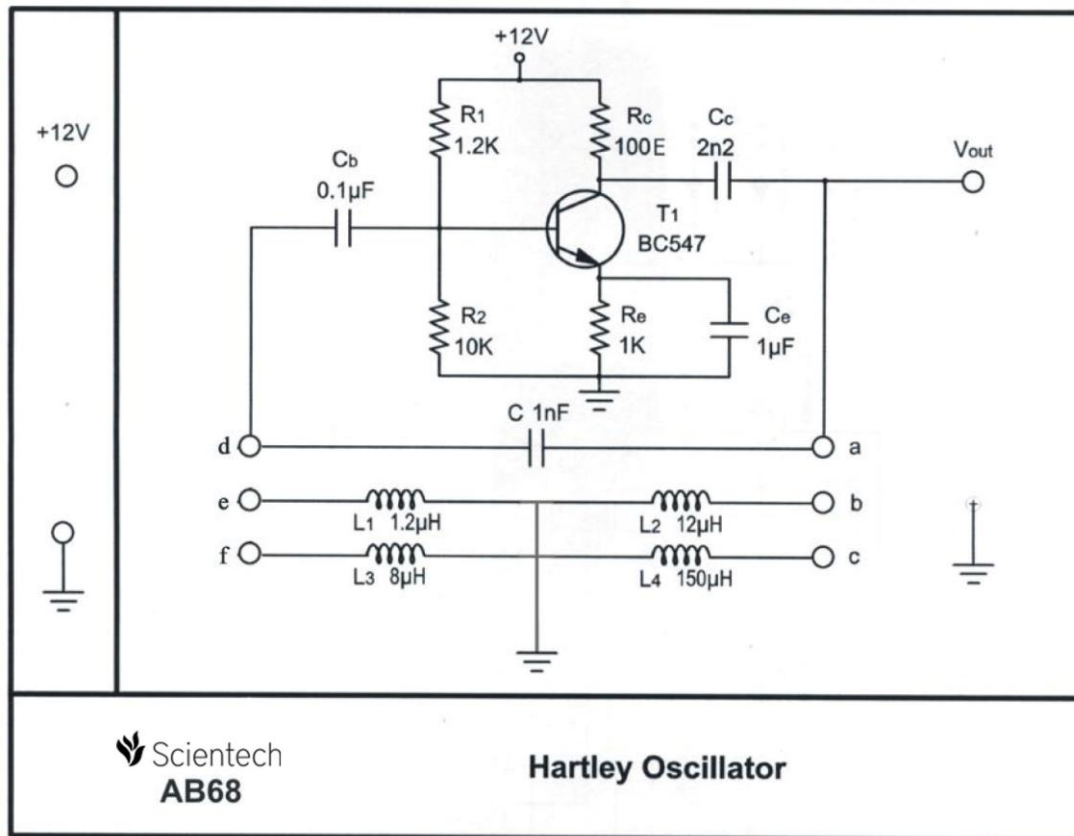 +12V
+12V
R1
1.2K
Rc
100E
Cc
2n2
Vout
Cb
0.1µF
T1
BC547
R2
10K
Re
1K
Ce
1µF
C 1nF
d
a
e
L1 1.2µH
L2 12µH
b
f
L3 8µH
L4 150µH
c
Scientech
AB68
Hartley Oscillator